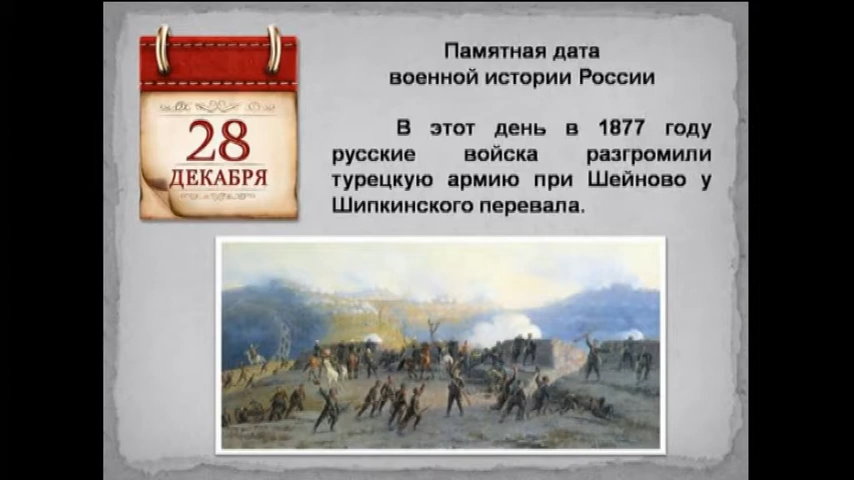 28
ДЕКАБРЯ
Памятная дата
военной истории России
В этот день в 1877 году
русские войска разгромили
турецкую армию при Шейново у
Шипкинского перевала.